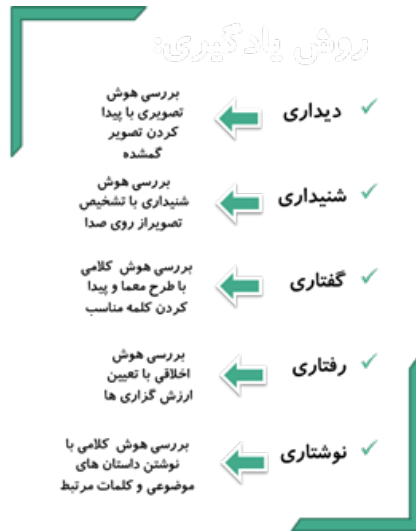 روش یادگیری:
دیداری
بررسی هوش
تصویری با پیدا
کردن تصویر
گمشده
شنیداری
بررسی هوش
شنیداری با تشخیص
تصویراز روی صدا
گفتاری
بررسی هوش کلامی
با طرح معما و پیدا
کردن کلمه مناسب
رفتاری
بررسی هوش
اخلاقی با تعیین
ارزش گزاری ها
نوشتاری
بررسی هوش کلامی با
نوشتن داستان های
موضوعی و کلمات مرتبط